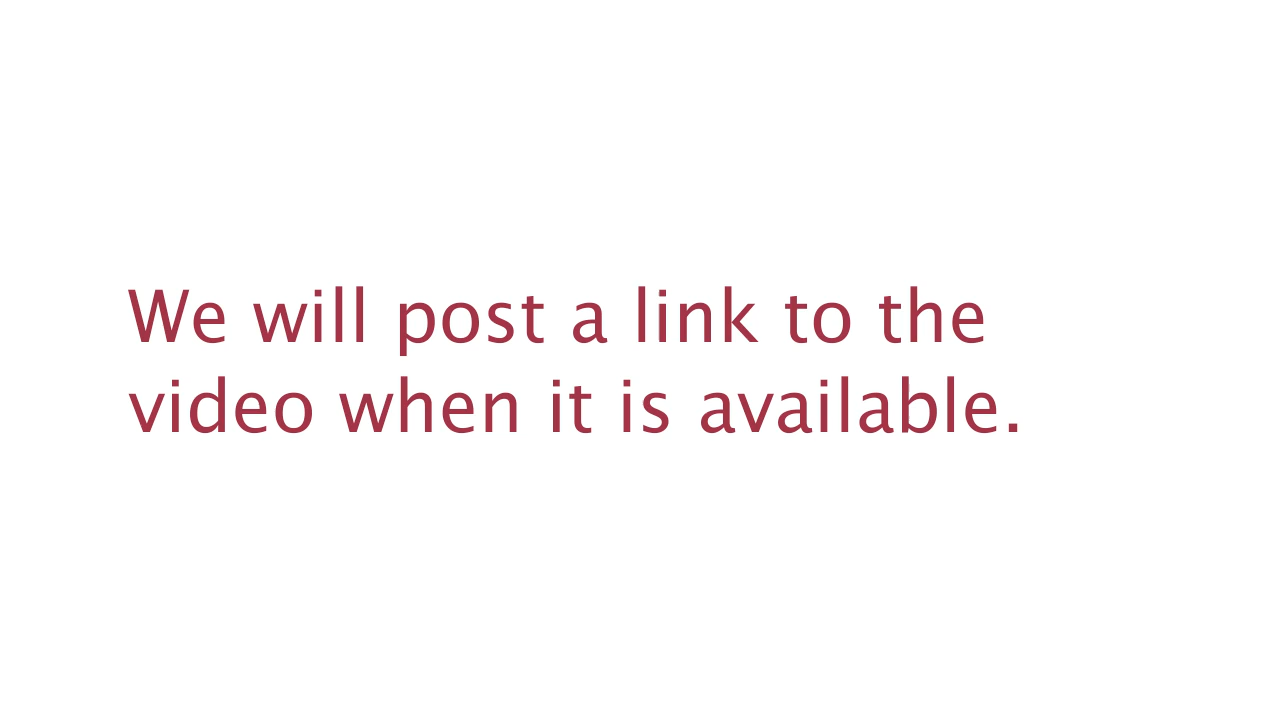 We will post a link to the
video when it is available.